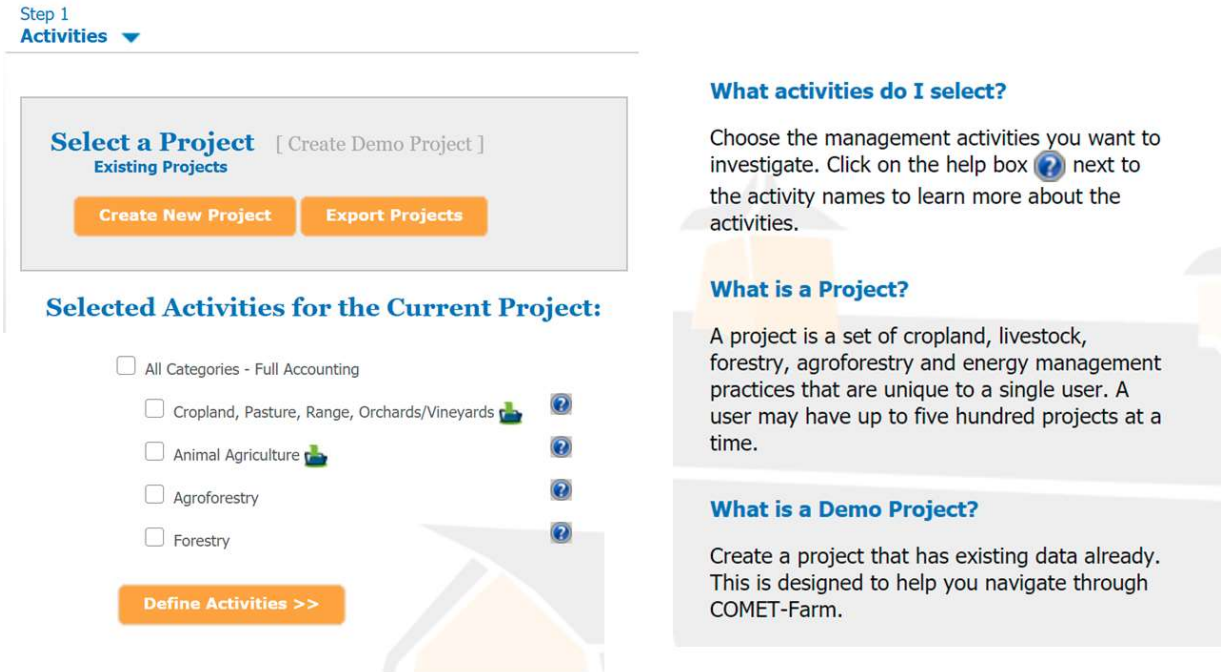 Step 1
Activities
Select a Project [ Create Demo Project ]
Existing Projects
Create New Project Export Projects
Selected Activities for the Current Project:
All Categories - Full Accounting
Cropland, Pasture, Range, Orchards/Vineyards
Animal Agriculture
Agroforestry
Forestry
Define Activities >>
What activities do I select?
Choose the management activities you want to
investigate. Click on the help box ? next to
the activity names to learn more about the
activities.
What is a Project?
A project is a set of cropland, livestock,
forestry, agroforestry and energy management
practices that are unique to a single user. A
user may have up to five hundred projects at a
time.
What is a Demo Project?
Create a project that has existing data already.
This is designed to help you navigate through
COMET-Farm.